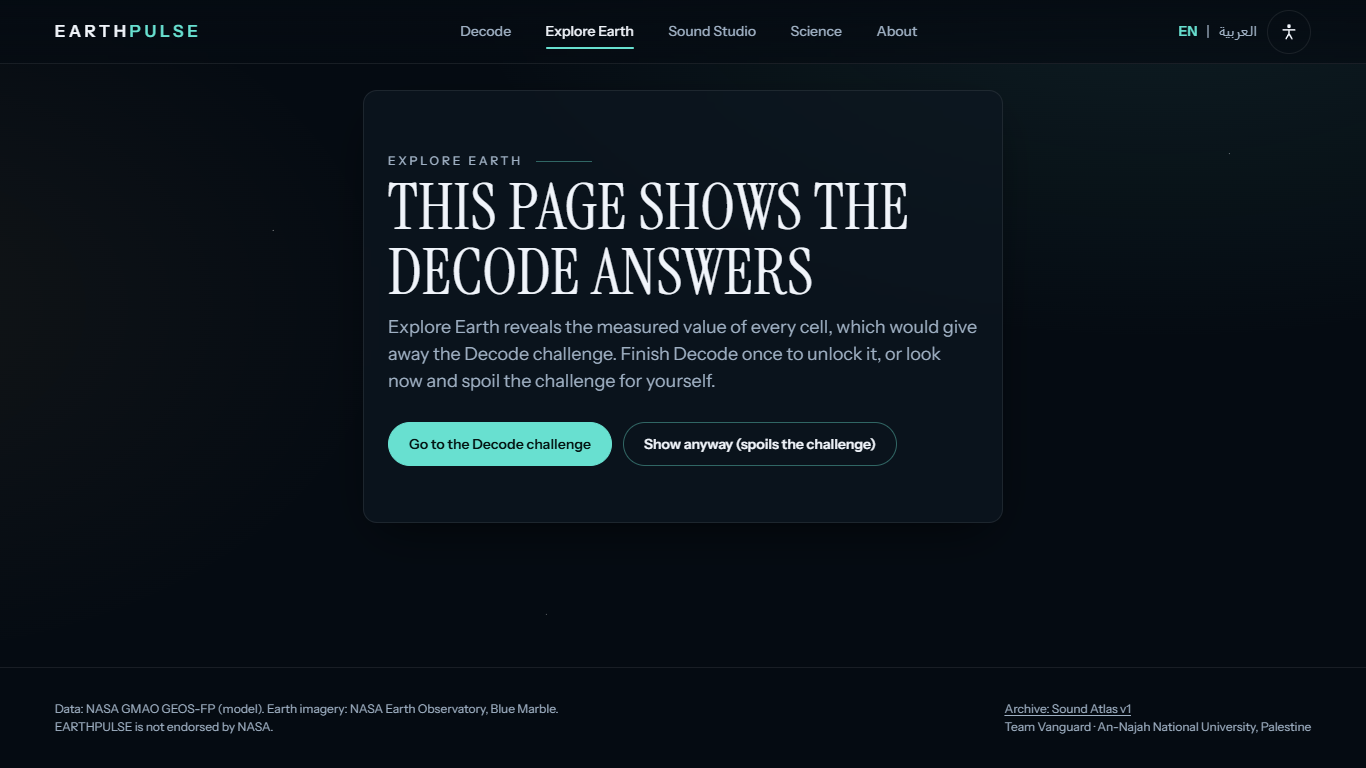 EARTHPULSE
Decode
Explore Earth
Sound Studio
Science
About
EN | العربية
EXPLORE EARTH
THIS PAGE SHOWS THE
DECODE ANSWERS
Explore Earth reveals the measured value of every cell, which would give
away the Decode challenge. Finish Decode once to unlock it, or look
now and spoil the challenge for yourself.
Go to the Decode challenge
Show anyway (spoils the challenge)
Data: NASA GMAO GEOS-FP (model). Earth imagery: NASA Earth Observatory, Blue Marble.
EARTHPULSE is not endorsed by NASA.
Archive: Sound Atlas v1
Team Vanguard · An-Najah National University, Palestine